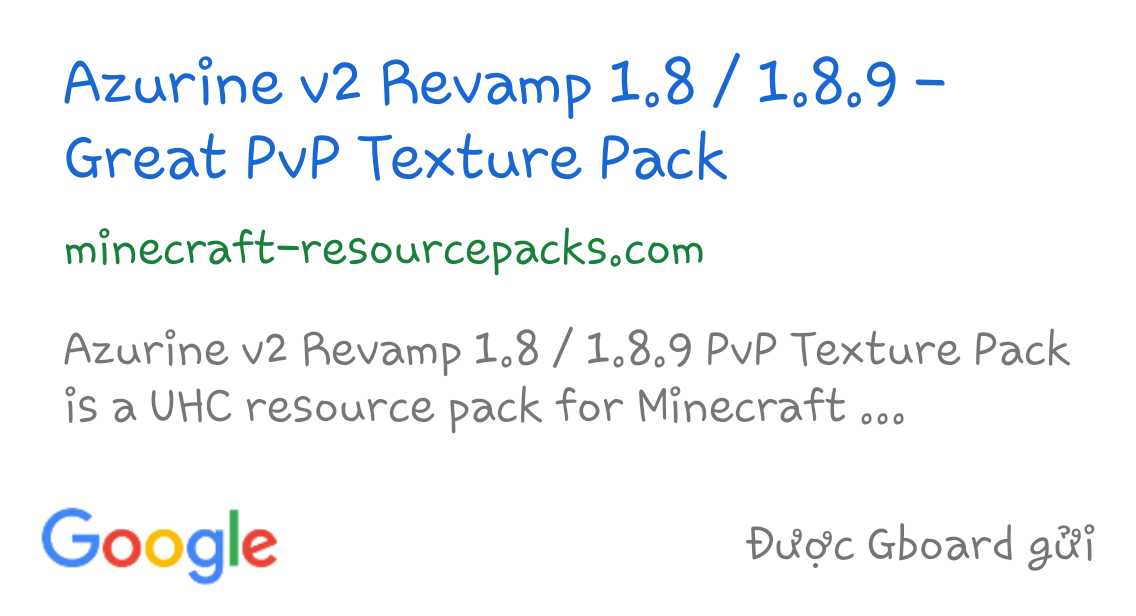 Azurine v2 Revamp 1.8 / 1.8.9 -
Great PvP Texture Pack
minecraft-resourcepacks.com
Azurine v2 Revamp 1.8 / 1.8.9 PvP Texture Pack
is a UHC resource pack for Minecraft ...
Google
Được Gboard gửi